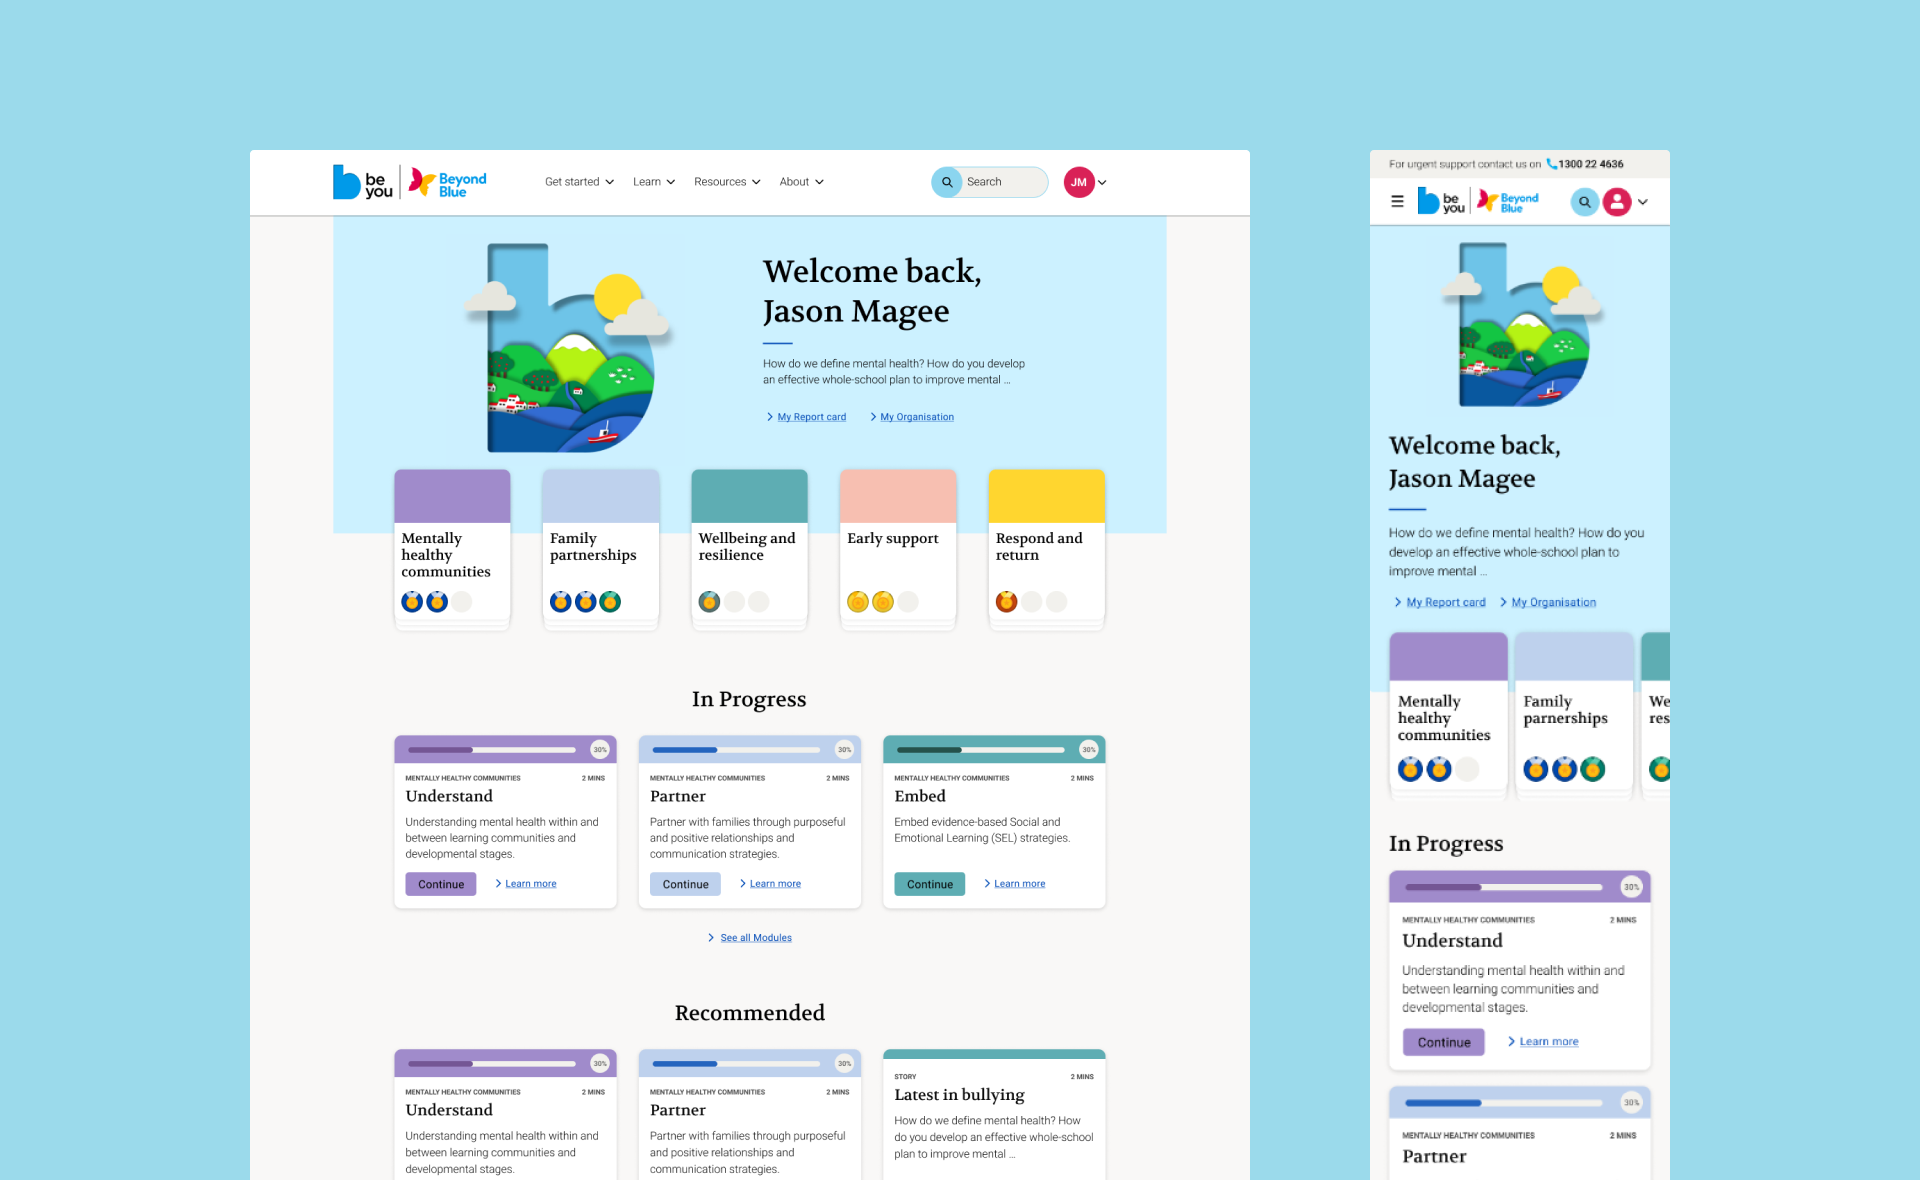 be
you
Beyond
Blue
Get started
Learn
Resources
About
Search
JM
Welcome back,
Jason Magee
How do we define mental health? How do you develop
an effective whole-school plan to improve mental ...
My Report card
My Organisation
Mentally
healthy
communities
Family
partnerships
Wellbeing and
resilience
Early support
Respond and
return
In Progress
30%
MENTALLY HEALTHY COMMUNITIES
2 MINS
Understand
Understanding mental health within and
between learning communities and
developmental stages.
Continue
Learn more
30%
MENTALLY HEALTHY COMMUNITIES
2 MINS
Partner
Partner with families through purposeful
and positive relationships and
communication strategies.
Continue
Learn more
30%
MENTALLY HEALTHY COMMUNITIES
2 MINS
Embed
Embed evidence-based Social and
Emotional Learning (SEL) strategies.
Continue
Learn more
See all Modules
Recommended
30%
MENTALLY HEALTHY COMMUNITIES
2 MINS
Understand
Understanding mental health within and
between learning communities and
developmental stages.
30%
MENTALLY HEALTHY COMMUNITIES
2 MINS
Partner
Partner with families through purposeful
and positive relationships and
communication strategies.
STORY
2 MINS
Latest in bullying
How do we define mental health? How
do you develop an effective whole-school
plan to improve mental ...
For urgent support contact us on 1300 22 4636
be
you
Beyond
Blue
Welcome back,
Jason Magee
How do we define mental health? How do you
develop an effective whole-school plan to
improve mental ...
My Report card
My Organisation
Mentally
healthy
communities
Family
parnerships
We
res
In Progress
30%
MENTALLY HEALTHY COMMUNITIES
2 MINS
Understand
Understanding mental health within and
between learning communities and
developmental stages.
Continue
Learn more
30%
MENTALLY HEALTHY COMMUNITIES
2 MINS
Partner